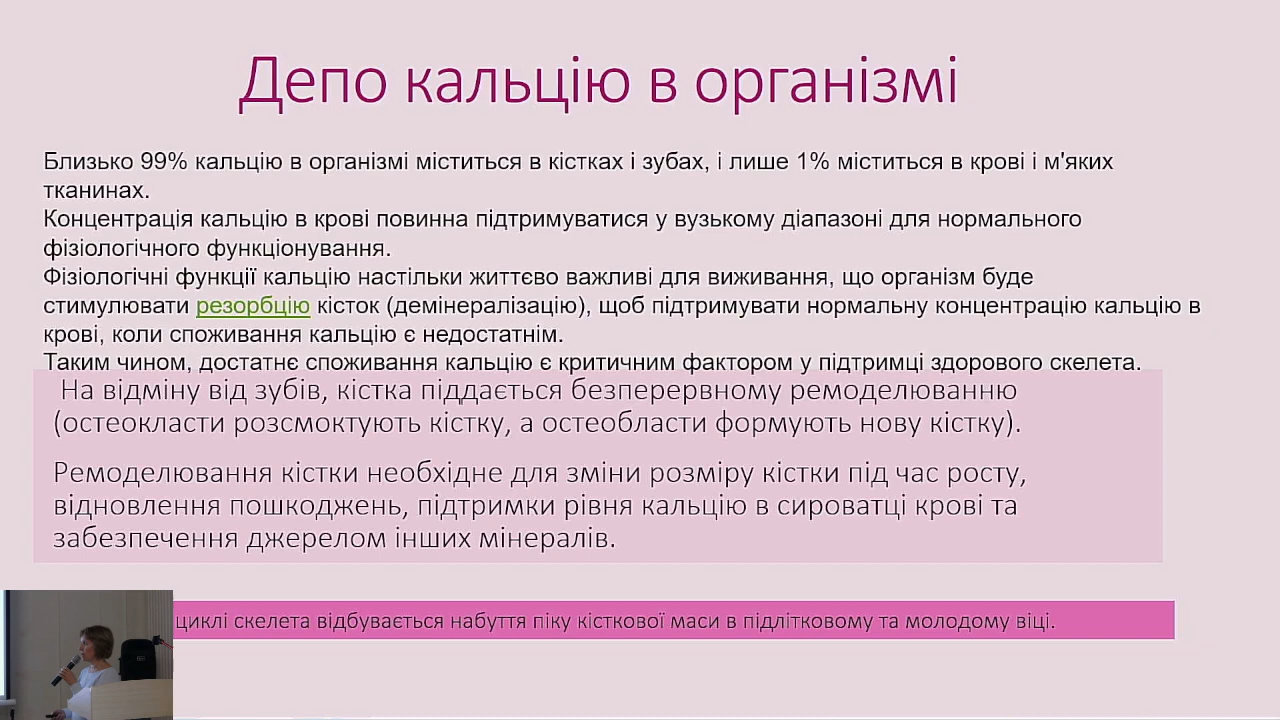 Депо кальцію в організмі
Близько 99% кальцію в організмі міститься в кістках і зубах, і лише 1% міститься в крові і м'яких
тканинах.
Концентрація кальцію в крові повинна підтримуватися у вузькому діапазоні для нормального
фізіологічного функціонування.
Фізіологічні функції кальцію настільки життєво важливі для виживання, що організм буде
стимулювати резорбцію кісток (демінералізацію), щоб підтримувати нормальну концентрацію кальцію в
крові, коли споживання кальцію є недостатнім.
Таким чином, достатнє споживання кальцію є критичним фактором у підтримці здорового скелета.
На відміну від зубів, кістка піддається безперервному ремоделюванню
(остеокласти розсмоктують кістку, а остеобласти формують нову кістку).
Ремоделювання кістки необхідне для зміни розміру кістки під час росту,
відновлення пошкоджень, підтримки рівня кальцію в сироватці крові та
забезпечення джерелом інших мінералів.
циклі скелета відбувається набуття піку кісткової маси в підлітковому та молодому віці.